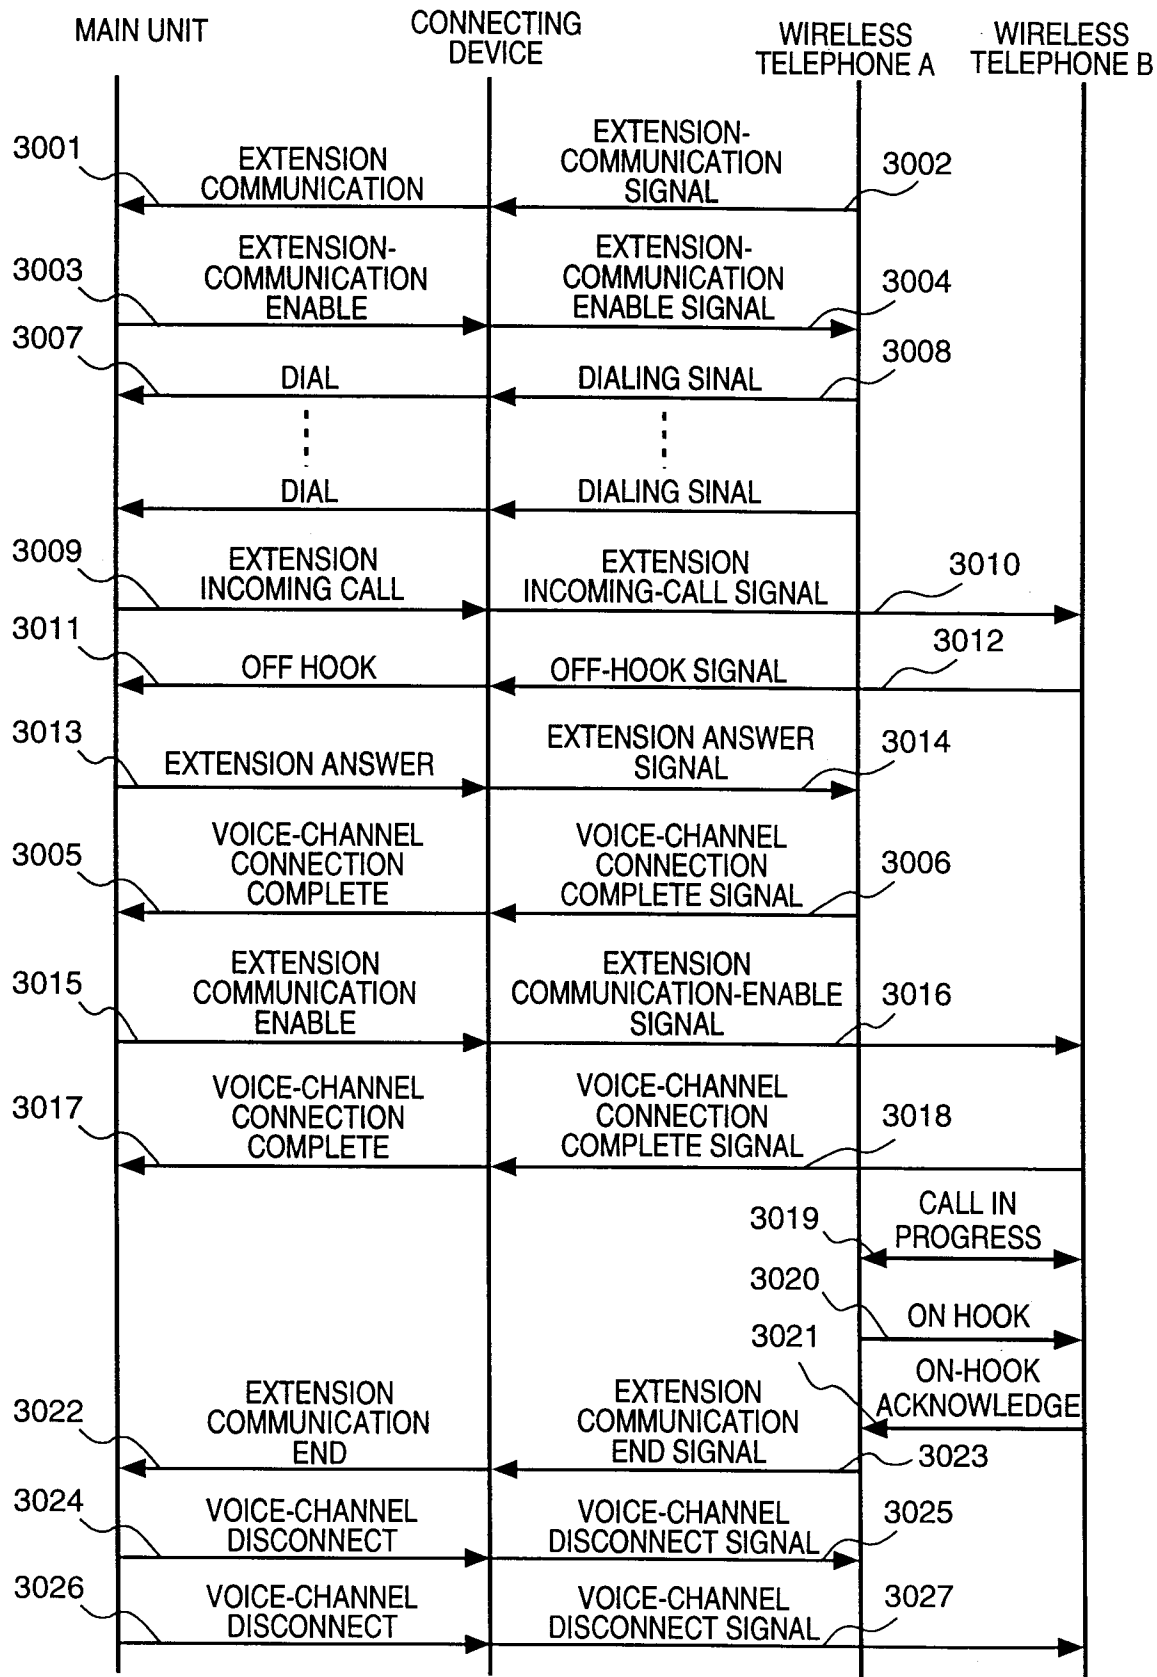 MAIN UNIT
CONNECTING
DEVICE
WIRELESS
TELEPHONE A
WIRELESS
TELEPHONE B
3001
EXTENSION
COMMUNICATION
EXTENSION-
COMMUNICATION
SIGNAL
3002
3003
EXTENSION-
COMMUNICATION
ENABLE
EXTENSION-
COMMUNICATION
ENABLE SIGNAL
3004
3007
DIAL
DIALING SINAL
3008
DIAL
DIALING SINAL
3009
EXTENSION
INCOMING CALL
EXTENSION
INCOMING-CALL SIGNAL
3010
3011
OFF HOOK
OFF-HOOK SIGNAL
3012
3013
EXTENSION ANSWER
EXTENSION ANSWER
SIGNAL
3014
3005
VOICE-CHANNEL
CONNECTION
COMPLETE
VOICE-CHANNEL
CONNECTION
COMPLETE SIGNAL
3006
3015
EXTENSION
COMMUNICATION
ENABLE
EXTENSION
COMMUNICATION-ENABLE
SIGNAL
3016
3017
VOICE-CHANNEL
CONNECTION
COMPLETE
VOICE-CHANNEL
CONNECTION
COMPLETE SIGNAL
3018
3019
CALL IN
PROGRESS
3020
ON HOOK
3021
ON-HOOK
ACKNOWLEDGE
3022
EXTENSION
COMMUNICATION
END
EXTENSION
COMMUNICATION
END SIGNAL
3023
3024
VOICE-CHANNEL
DISCONNECT
VOICE-CHANNEL
DISCONNECT SIGNAL
3025
3026
VOICE-CHANNEL
DISCONNECT
VOICE-CHANNEL
DISCONNECT SIGNAL
3027